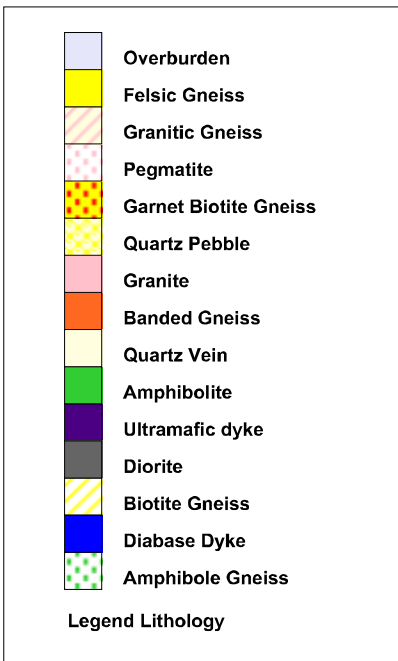 Overburden
Felsic Gneiss
Granitic Gneiss
Pegmatite
Garnet Biotite Gneiss
Quartz Pebble
Granite
Banded Gneiss
Quartz Vein
Amphibolite
Ultramafic dyke
Diorite
Biotite Gneiss
Diabase Dyke
Amphibole Gneiss
Legend Lithology